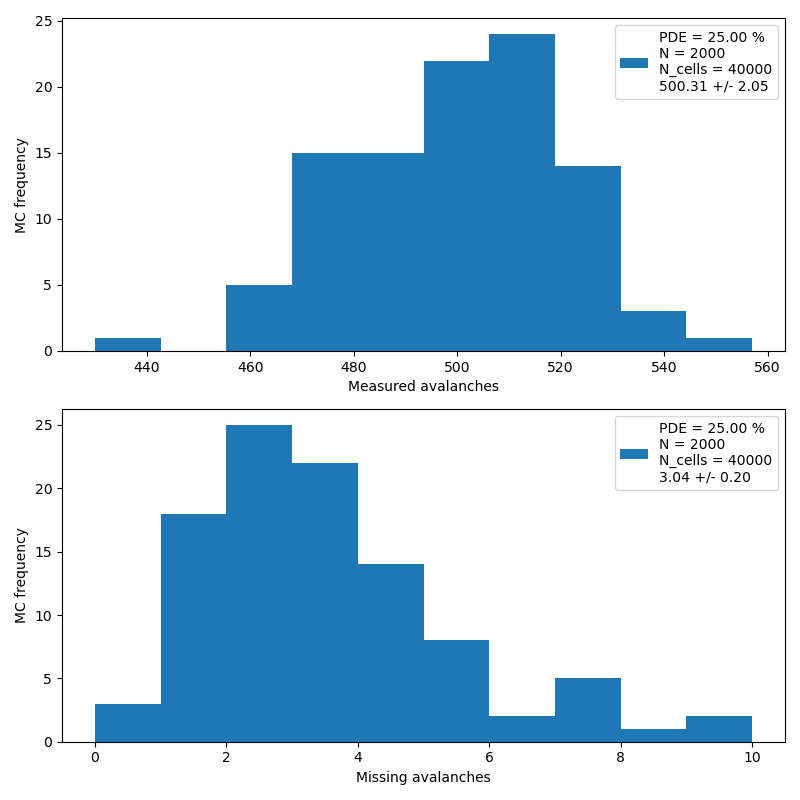 25
20
15
10
5
0
MC frequency
PDE = 25.00 %
N = 2000
N_cells = 40000
500.31 +/- 2.05
440 460 480 500 520 540 560
Measured avalanches
25
20
15
10
5
0
MC frequency
PDE = 25.00 %
N = 2000
N_cells = 40000
3.04 +/- 0.20
0 2 4 6 8 10
Missing avalanches